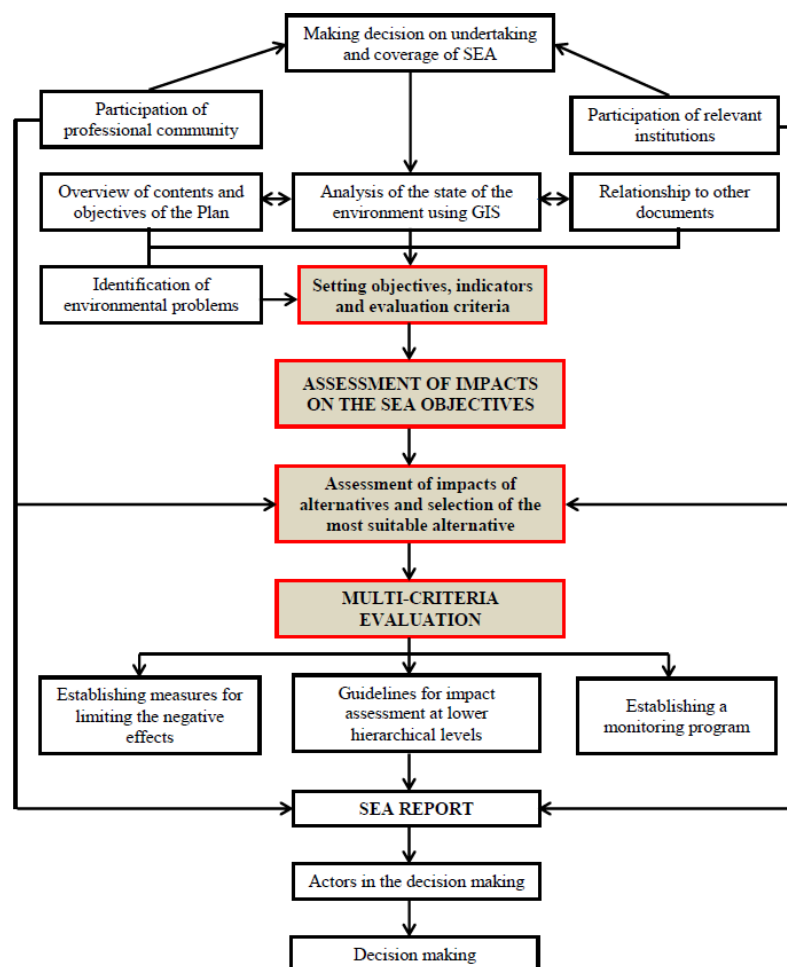 Making decision on undertaking
and coverage of SEA
Participation of
professional community
Participation of relevant
institutions
Overview of contents and
objectives of the Plan
Analysis of the state of the
environment using GIS
Relationship to other
documents
Identification of
environmental problems
Setting objectives, indicators
and evaluation criteria
ASSESSMENT OF IMPACTS
ON THE SEA OBJECTIVES
Assessment of impacts of
alternatives and selection of the
most suitable alternative
MULTI-CRITERIA
EVALUATION
Establishing measures for
limiting the negative
effects
Guidelines for impact
assessment at lower
hierarchical levels
Establishing a
monitoring program
SEA REPORT
Actors in the decision making
Decision making